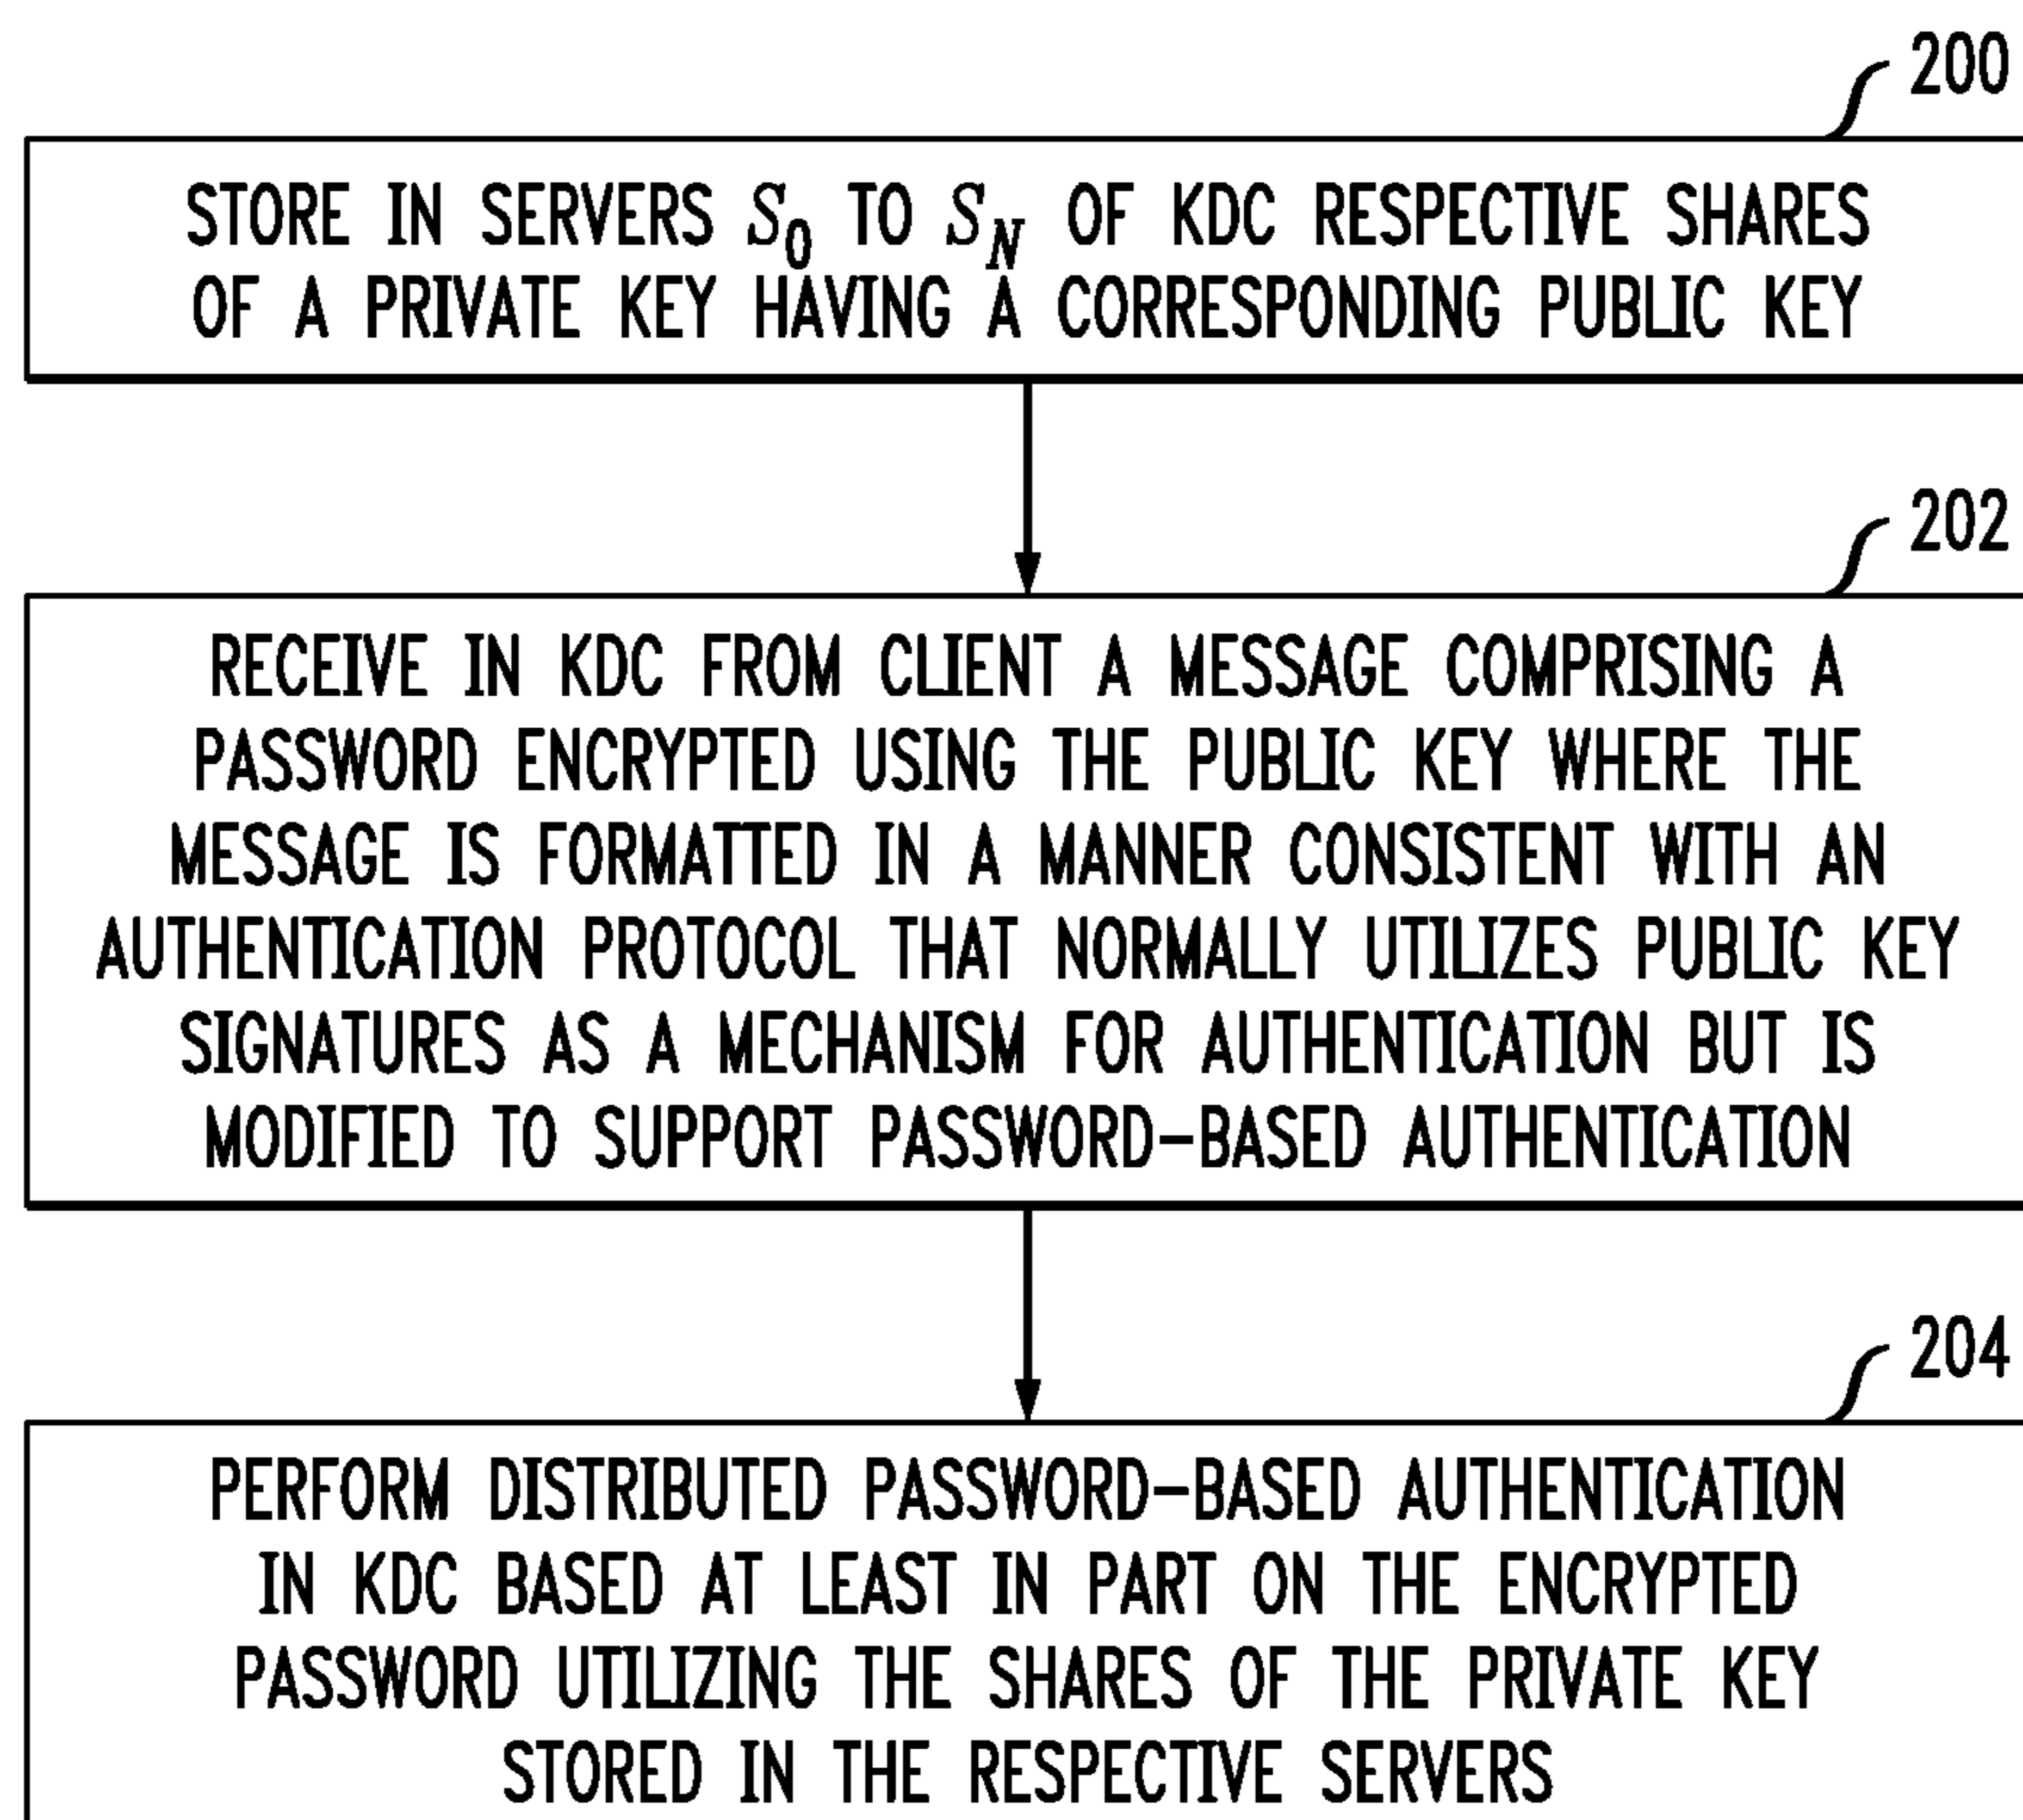 200
STORE IN SERVERS S₀ TO S_N OF KDC RESPECTIVE SHARES
OF A PRIVATE KEY HAVING A CORRESPONDING PUBLIC KEY
202
RECEIVE IN KDC FROM CLIENT A MESSAGE COMPRISING A
PASSWORD ENCRYPTED USING THE PUBLIC KEY WHERE THE
MESSAGE IS FORMATTED IN A MANNER CONSISTENT WITH AN
AUTHENTICATION PROTOCOL THAT NORMALLY UTILIZES PUBLIC KEY
SIGNATURES AS A MECHANISM FOR AUTHENTICATION BUT IS
MODIFIED TO SUPPORT PASSWORD-BASED AUTHENTICATION
204
PERFORM DISTRIBUTED PASSWORD-BASED AUTHENTICATION
IN KDC BASED AT LEAST IN PART ON THE ENCRYPTED
PASSWORD UTILIZING THE SHARES OF THE PRIVATE KEY
STORED IN THE RESPECTIVE SERVERS